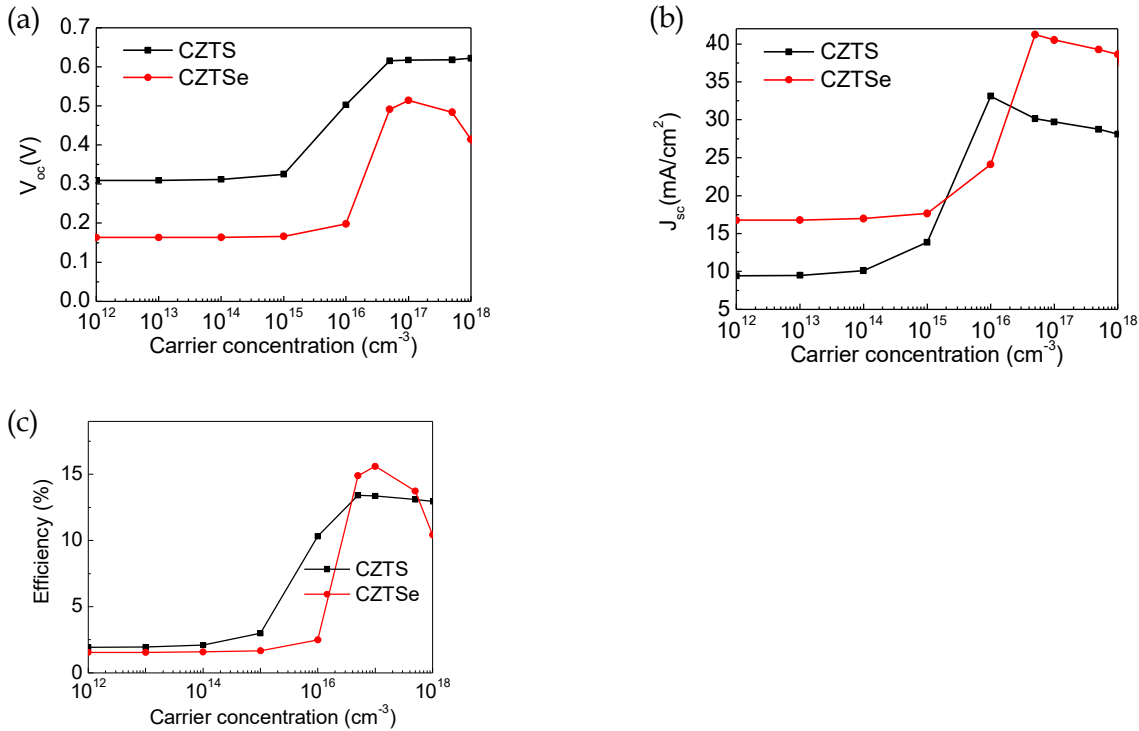 (a)
0.7
0.6
0.5
0.4
0.3
0.2
0.1
0.0
V_oc(V)
CZTS
CZTSe
10^12 10^13 10^14 10^15 10^16 10^17 10^18
Carrier concentration (cm^-3)
(b)
40
35
30
25
20
15
10
5
J_sc(mA/cm^2)
CZTS
CZTSe
10^12 10^13 10^14 10^15 10^16 10^17 10^18
Carrier concentration (cm^-3)
(c)
15
10
5
0
Efficiency (%)
CZTS
CZTSe
10^12 10^14 10^16 10^18
Carrier concentration (cm^-3)